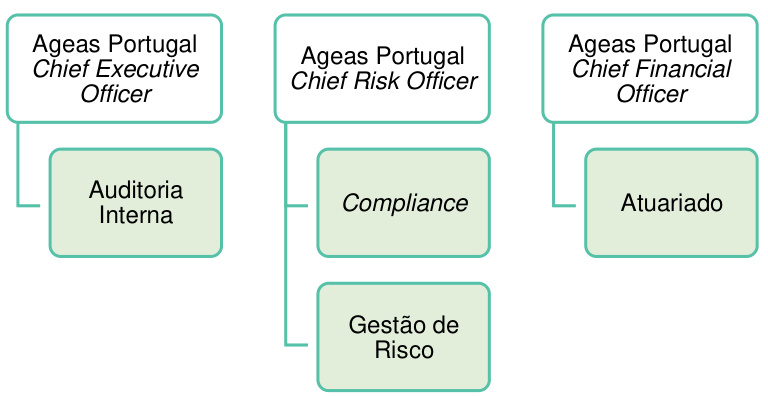 Ageas Portugal
Chief Executive
Officer
Auditoria
Interna
Ageas Portugal
Chief Risk Officer
Compliance
Gestão de
Risco
Ageas Portugal
Chief Financial
Officer
Atuariado